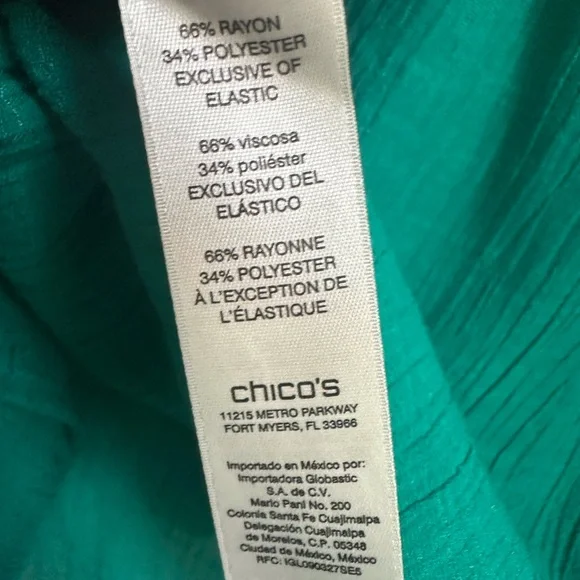 66% RAYON
34% POLYESTER
EXCLUSIVE OF
ELASTIC
66% viscosa
34% poliéster
EXCLUSIVO DEL
ELÁSTICO
66% RAYONNE
34% POLYESTER
À L'EXCEPTION DE
L'ÉLASTIQUE
chico's
11215 METRO PARKWAY
FORT MYERS, FL 33966
Importado en México por:
Importadora Globastic
S.A. de C.V.
Mario Pani No. 200
Colonia Santa Fe Cuajimalpa
Delegación Cuajimalpa
de Morelos, C.P. 05348
Ciudad de México, México
RFC: IGL090327SE5